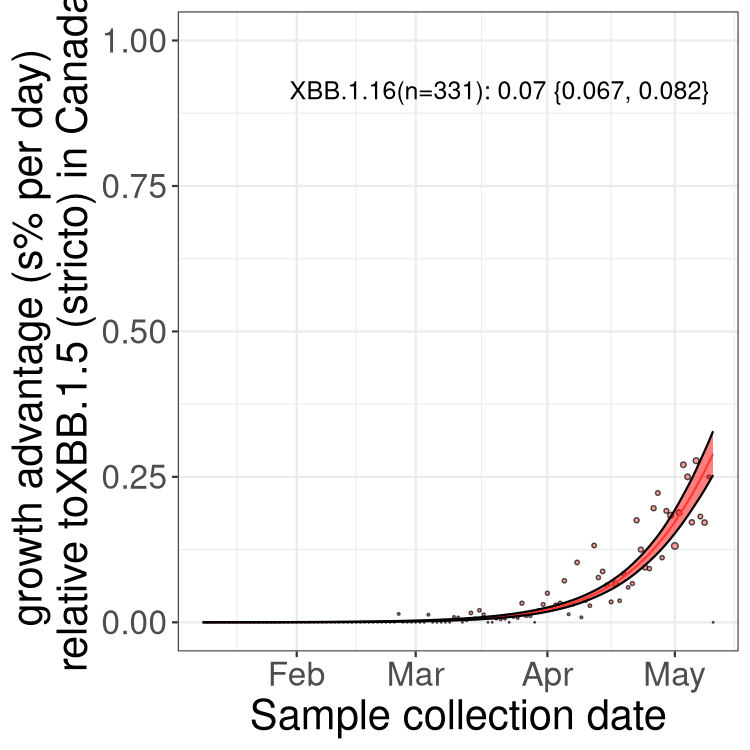 growth advantage (s% per day)
relative toXBB.1.5 (stricto) in Canada
1.00
XBB.1.16(n=331): 0.07 {0.067, 0.082}
0.75
0.50
0.25
0.00
Feb Mar Apr May
Sample collection date